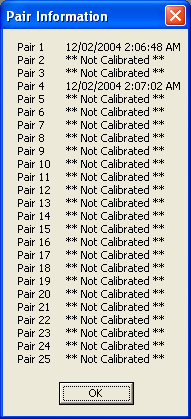 Pair Information
Pair 1 12/02/2004 2:06:48 AM
Pair 2 ** Not Calibrated **
Pair 3 ** Not Calibrated **
Pair 4 12/02/2004 2:07:02 AM
Pair 5 ** Not Calibrated **
Pair 6 ** Not Calibrated **
Pair 7 ** Not Calibrated **
Pair 8 ** Not Calibrated **
Pair 9 ** Not Calibrated **
Pair 10 ** Not Calibrated **
Pair 11 ** Not Calibrated **
Pair 12 ** Not Calibrated **
Pair 13 ** Not Calibrated **
Pair 14 ** Not Calibrated **
Pair 15 ** Not Calibrated **
Pair 16 ** Not Calibrated **
Pair 17 ** Not Calibrated **
Pair 18 ** Not Calibrated **
Pair 19 ** Not Calibrated **
Pair 20 ** Not Calibrated **
Pair 21 ** Not Calibrated **
Pair 22 ** Not Calibrated **
Pair 23 ** Not Calibrated **
Pair 24 ** Not Calibrated **
Pair 25 ** Not Calibrated **
OK